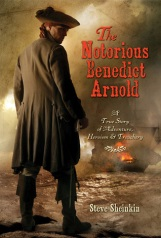 The
Notorious
Benedict
Arnold
A
True Story
of Adventure,
Heroism & Treachery
Steve Sheinkin